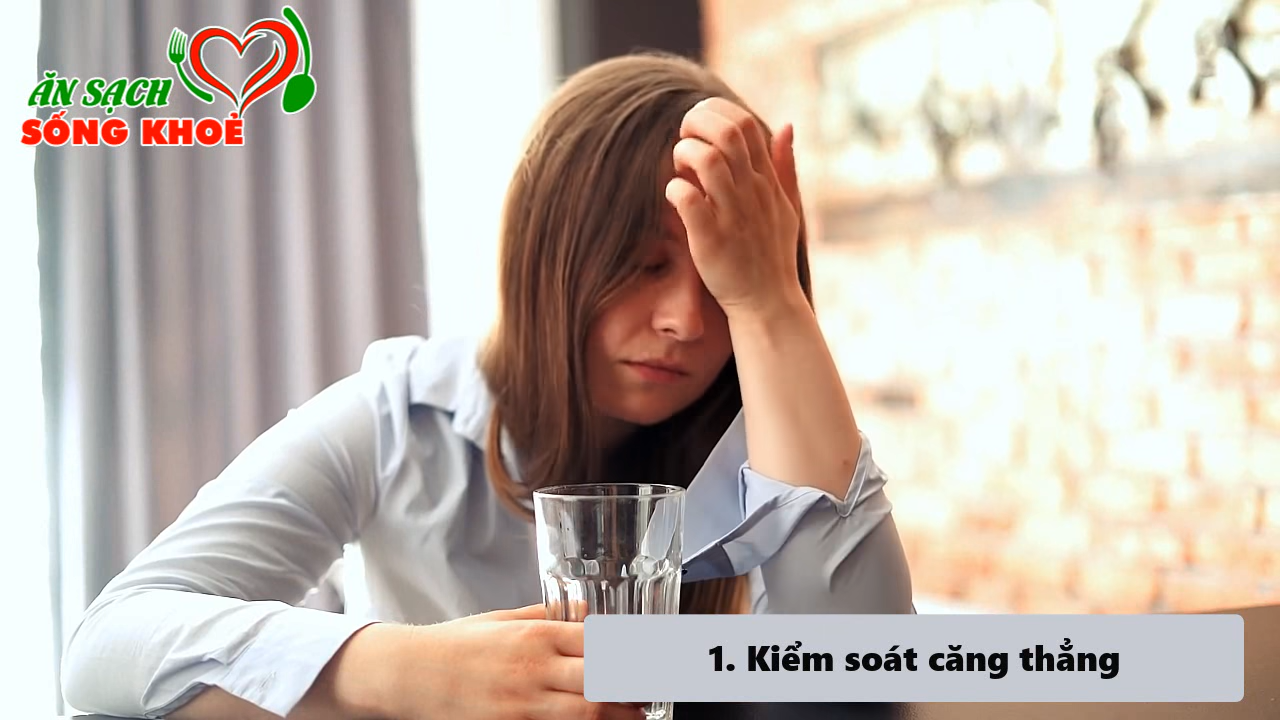 ĂN SẠCH
SỐNG KHOẺ
1. Kiểm soát căng thẳng